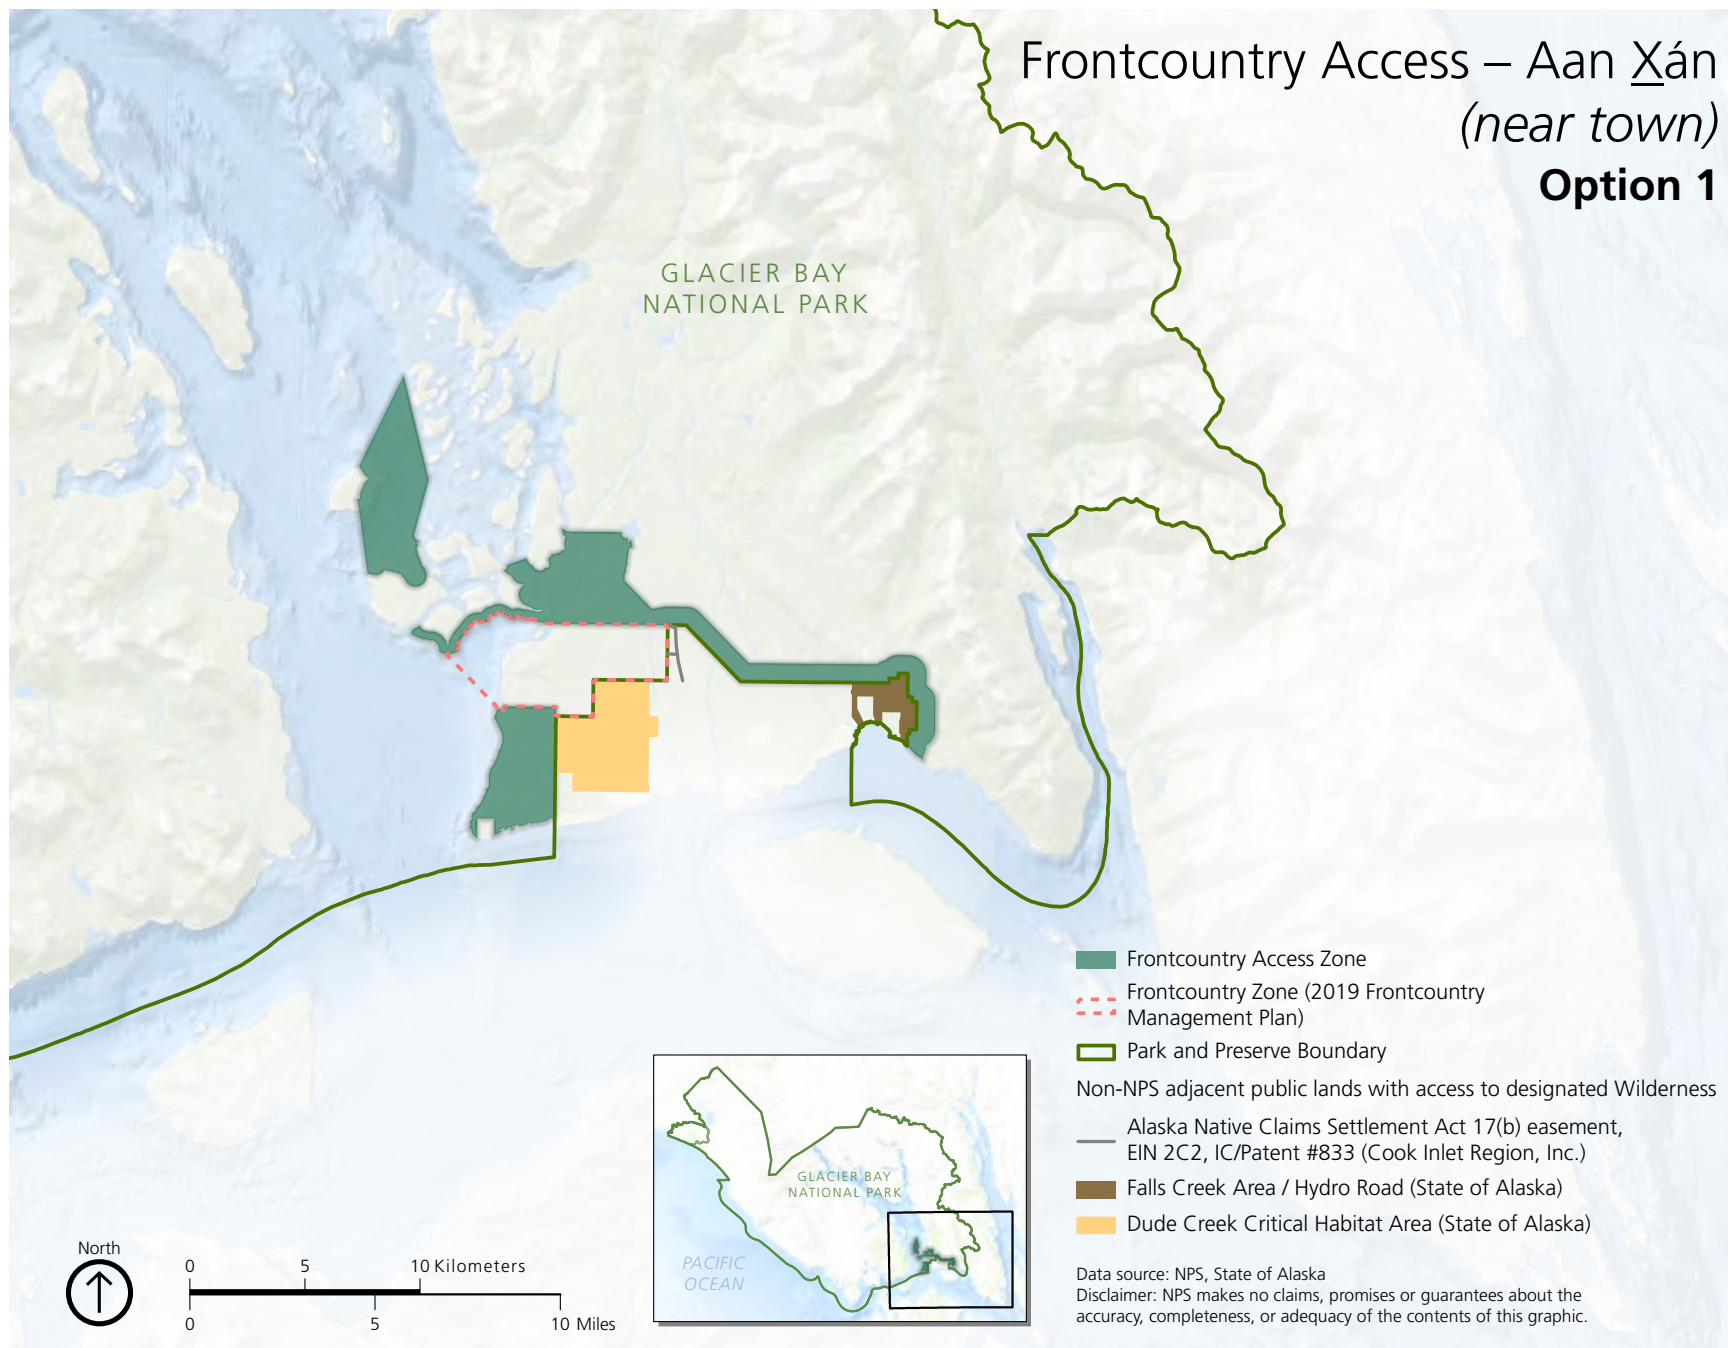 Frontcountry Access – Aan X̲án
(near town)
Option 1
GLACIER BAY
NATIONAL PARK
Frontcountry Access Zone
Frontcountry Zone (2019 Frontcountry
Management Plan)
Park and Preserve Boundary
Non-NPS adjacent public lands with access to designated Wilderness
Alaska Native Claims Settlement Act 17(b) easement,
EIN 2C2, IC/Patent #833 (Cook Inlet Region, Inc.)
Falls Creek Area / Hydro Road (State of Alaska)
Dude Creek Critical Habitat Area (State of Alaska)
Data source: NPS, State of Alaska
Disclaimer: NPS makes no claims, promises or guarantees about the
accuracy, completeness, or adequacy of the contents of this graphic.
GLACIER BAY
NATIONAL PARK
PACIFIC
OCEAN
North
0 5 10 Kilometers
0 5 10 Miles